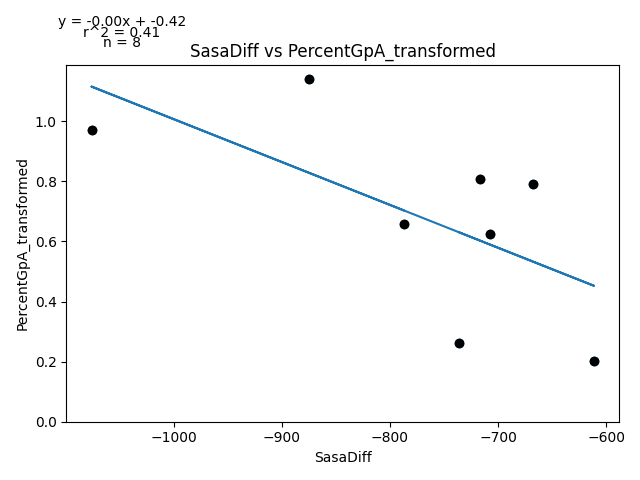 y = -0.00x + -0.42
r^2 = 0.41
n = 8
SasaDiff vs PercentGpA_transformed
PercentGpA_transformed
1.0
0.8
0.6
0.4
0.2
0.0
−1000
−900
−800
−700
−600
SasaDiff